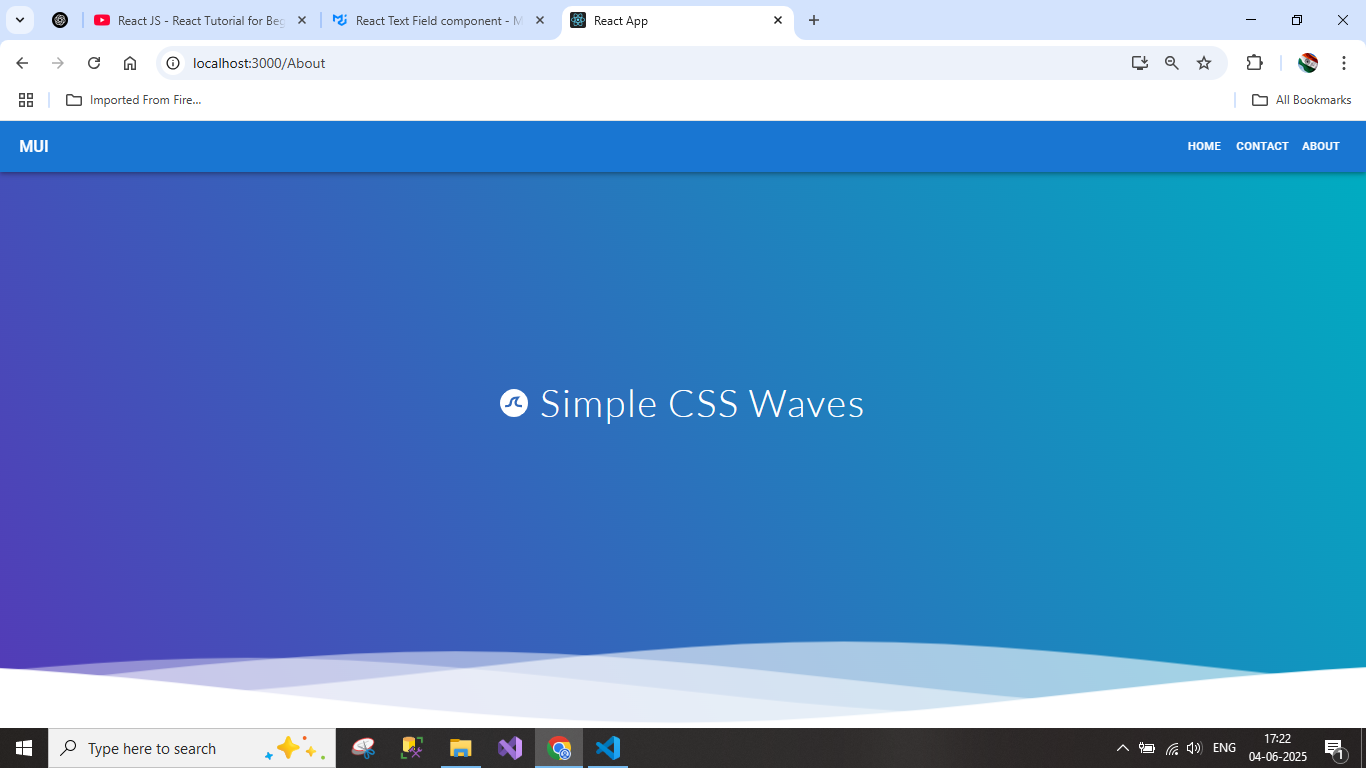 React JS - React Tutorial for Beg
React Text Field component - M
React App
localhost:3000/About
Imported From Fire...
All Bookmarks
MUI
HOME CONTACT ABOUT
Simple CSS Waves
Type here to search
ENG
17:22
04-06-2025
1